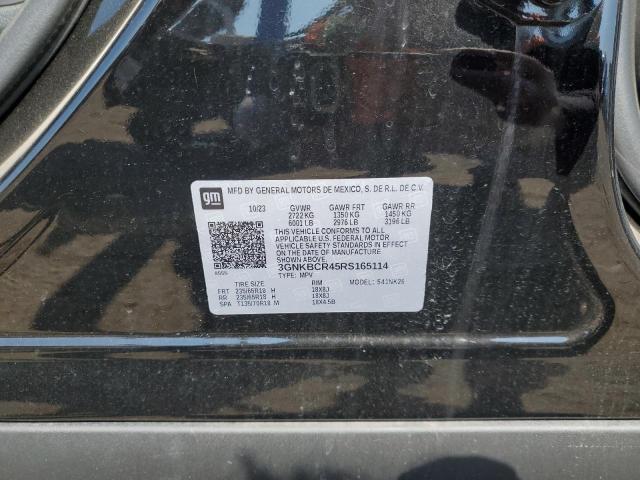 gm
MFD BY GENERAL MOTORS DE MEXICO, S. DE R.L. DE C.V.
10/23 GVWR GAWR FRT GAWR RR
2722 KG 1350 KG 1450 KG
6001 LB 2976 LB 3196 LB
THIS VEHICLE CONFORMS TO ALL
APPLICABLE U.S. FEDERAL MOTOR
VEHICLE SAFETY STANDARDS IN EFFECT
ON THE DATE OF MANUFACTURE SHOWN ABOVE.
3GNKBCR45RS165114
TYPE: MPV
TIRE SIZE RIM MODEL: 541NK26
FRT 235/65R18 H 18X8J
RR 235/65R18 H 18X8J
SPA T135/70R18 M 18X4.5B